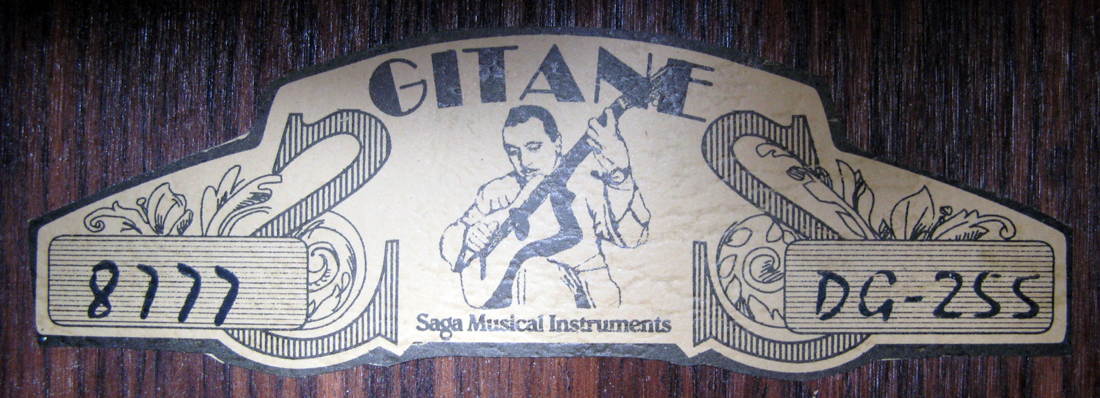 GITANE
8777
DG-255
Saga Musical Instruments